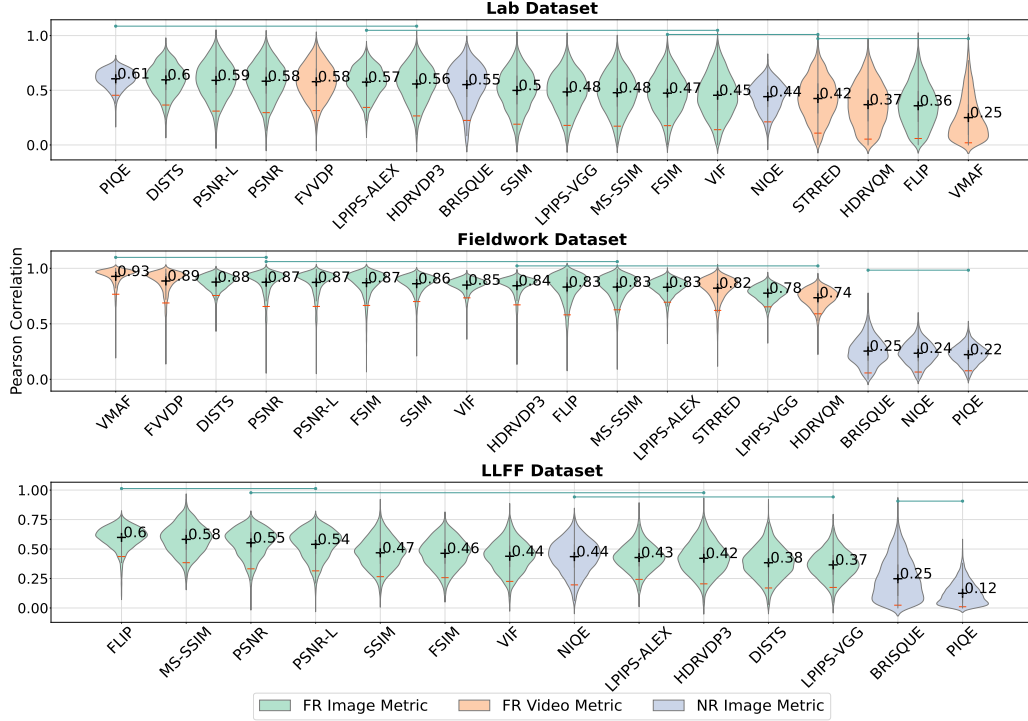 Lab Dataset
1.0
0.5
0.0
0.61 0.6 0.59 0.58 0.58 0.57 0.56 0.55 0.5 0.48 0.48 0.47 0.45 0.44 0.42 0.37 0.36 0.25
PIQE DISTS PSNR-L PSNR FVVDP LPIPS-ALEX HDRVDP3 BRISQUE SSIM LPIPS-VGG MS-SSIM FSIM VIF NIQE STRRED HDRVQM FLIP VMAF
Fieldwork Dataset
Pearson Correlation
1.0
0.5
0.0
0.93 0.89 0.88 0.87 0.87 0.87 0.86 0.85 0.84 0.83 0.83 0.83 0.82 0.78 0.74 0.25 0.24 0.22
VMAF FVVDP DISTS PSNR PSNR-L FSIM SSIM VIF HDRVDP3 FLIP MS-SSIM LPIPS-ALEX STRRED LPIPS-VGG HDRVQM BRISQUE NIQE PIQE
LLFF Dataset
1.00
0.75
0.50
0.25
0.00
0.6 0.58 0.55 0.54 0.47 0.46 0.44 0.44 0.43 0.42 0.38 0.37 0.25 0.12
FLIP MS-SSIM PSNR PSNR-L SSIM FSIM VIF NIQE LPIPS-ALEX HDRVDP3 DISTS LPIPS-VGG BRISQUE PIQE
FR Image Metric FR Video Metric NR Image Metric